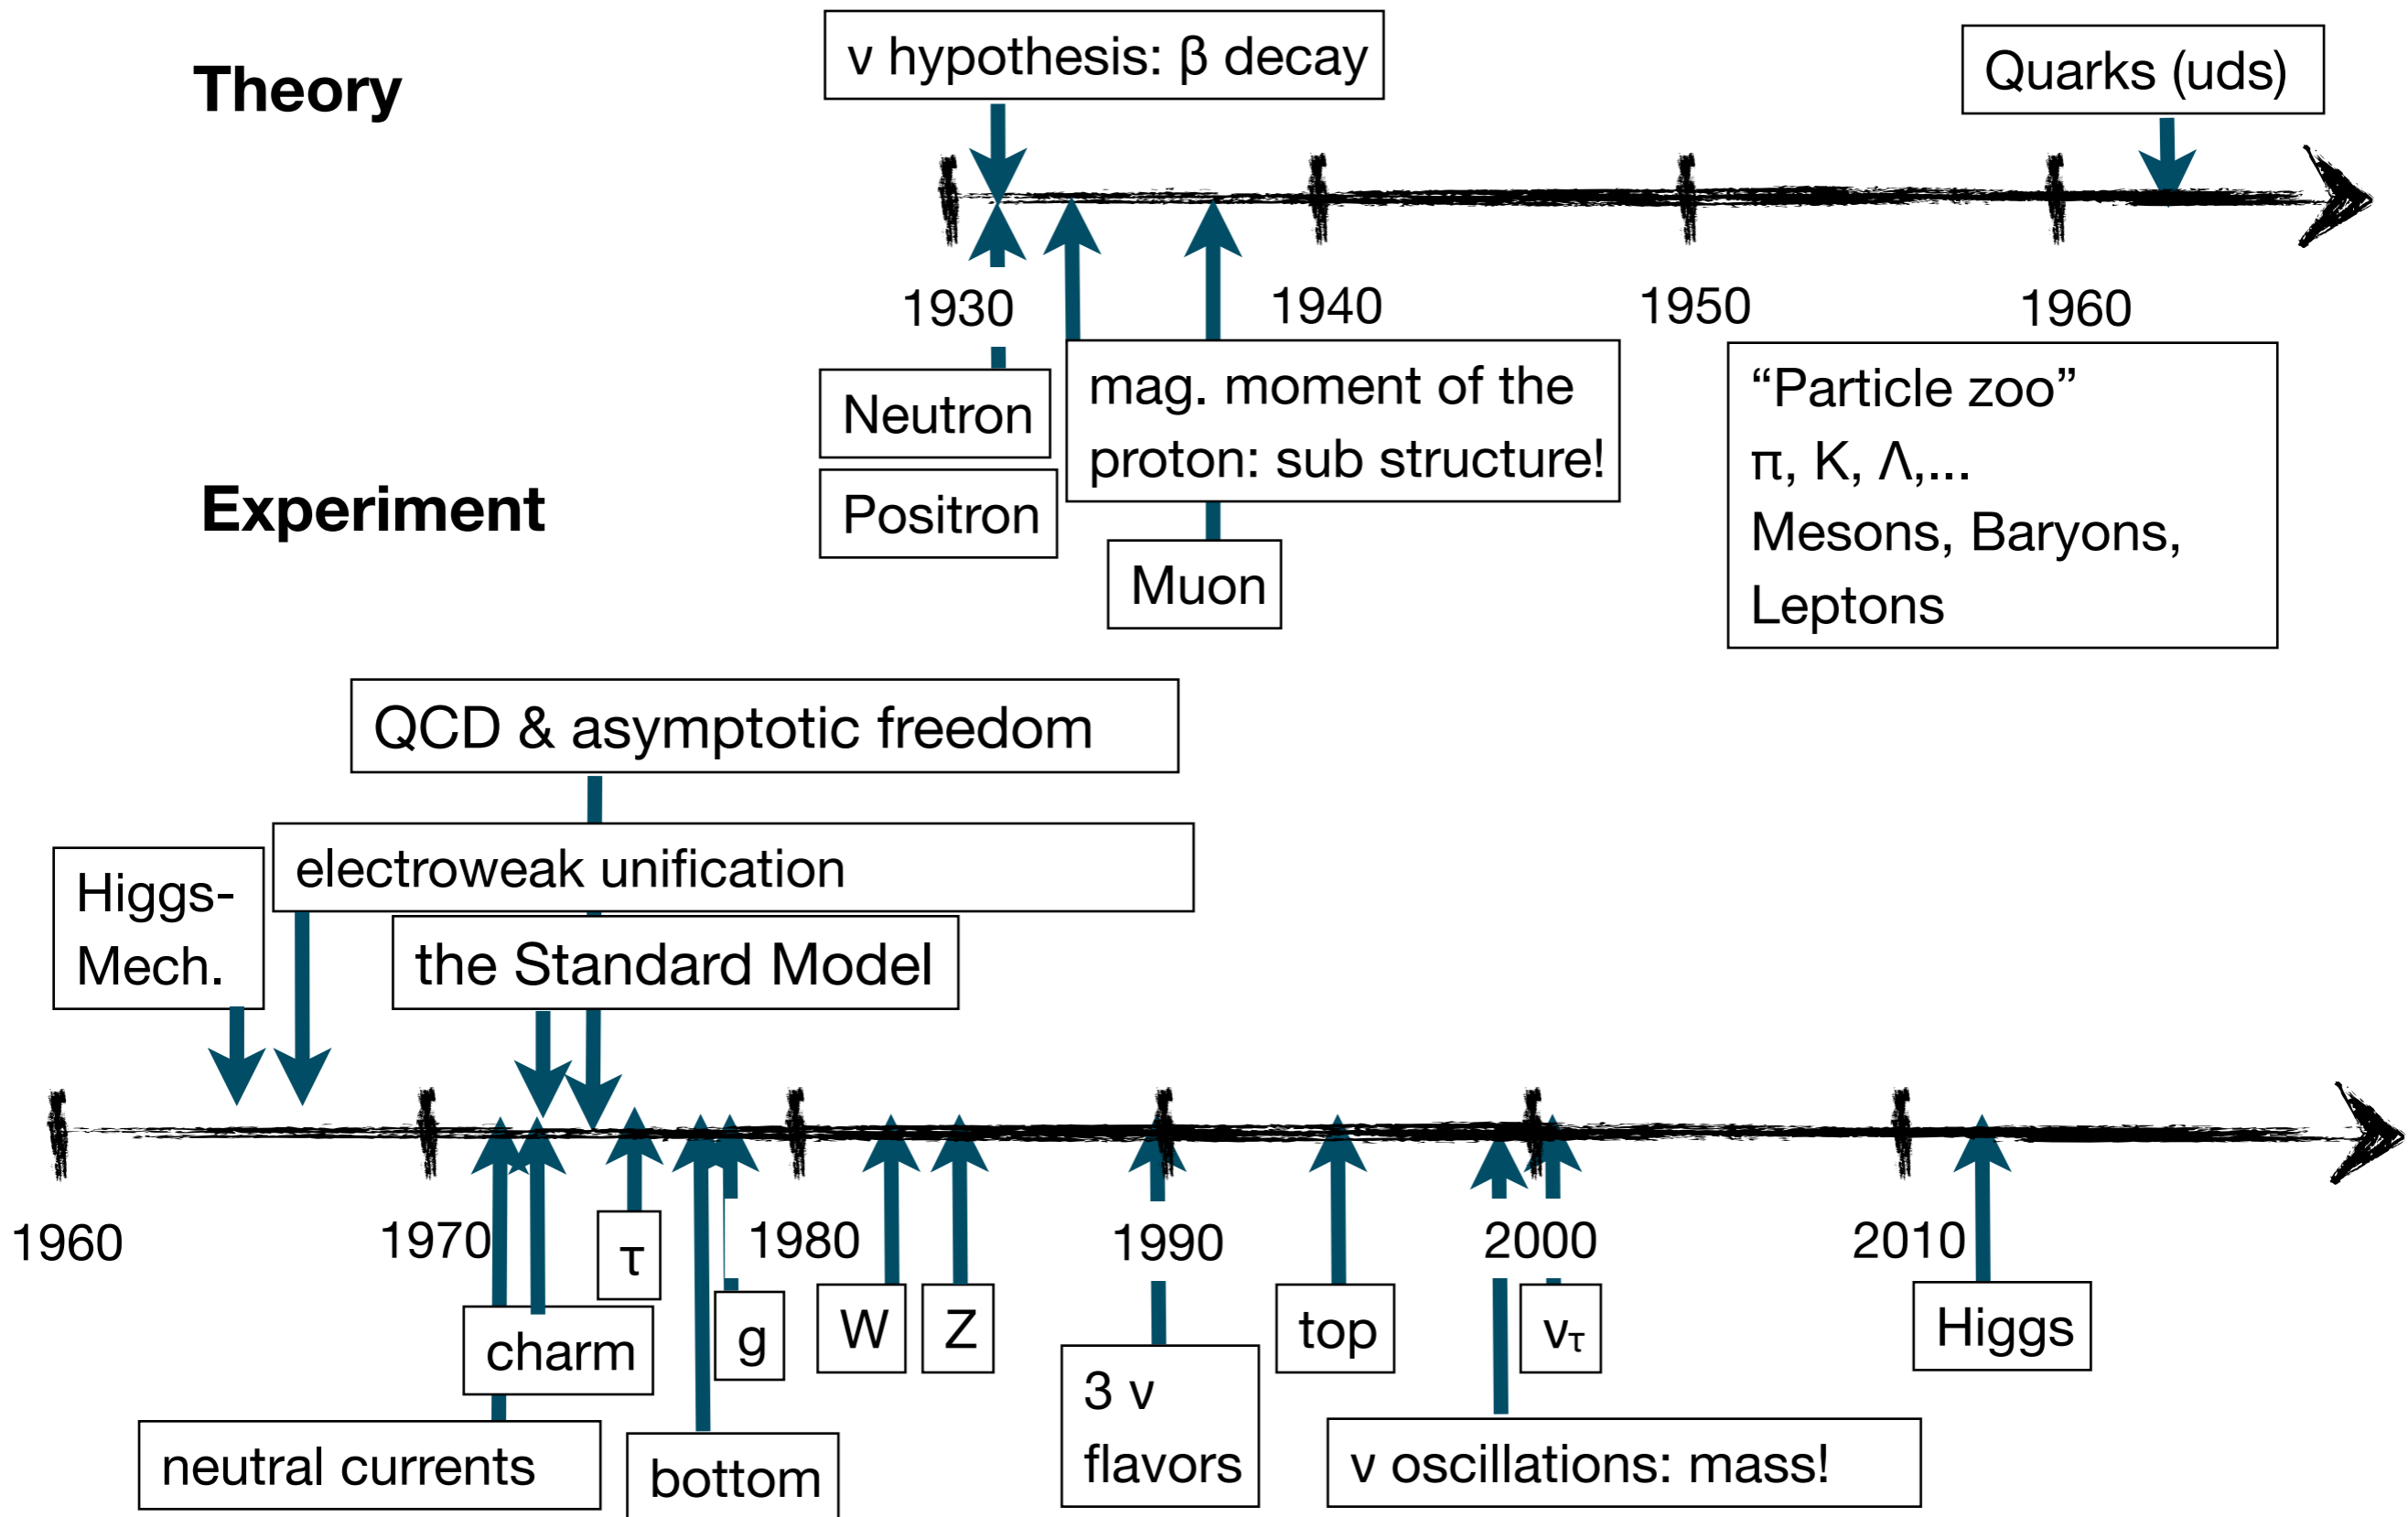 Theory
ν hypothesis: β decay
Quarks (uds)
1930
1940
1950
1960
Neutron
Positron
mag. moment of the
proton: sub structure!
Muon
“Particle zoo”
π, K, Λ,...
Mesons, Baryons,
Leptons
Experiment
QCD & asymptotic freedom
electroweak unification
Higgs-
Mech.
the Standard Model
1960
1970
1980
1990
2000
2010
τ
charm
g
W
Z
top
ντ
Higgs
3 ν
flavors
neutral currents
bottom
ν oscillations: mass!